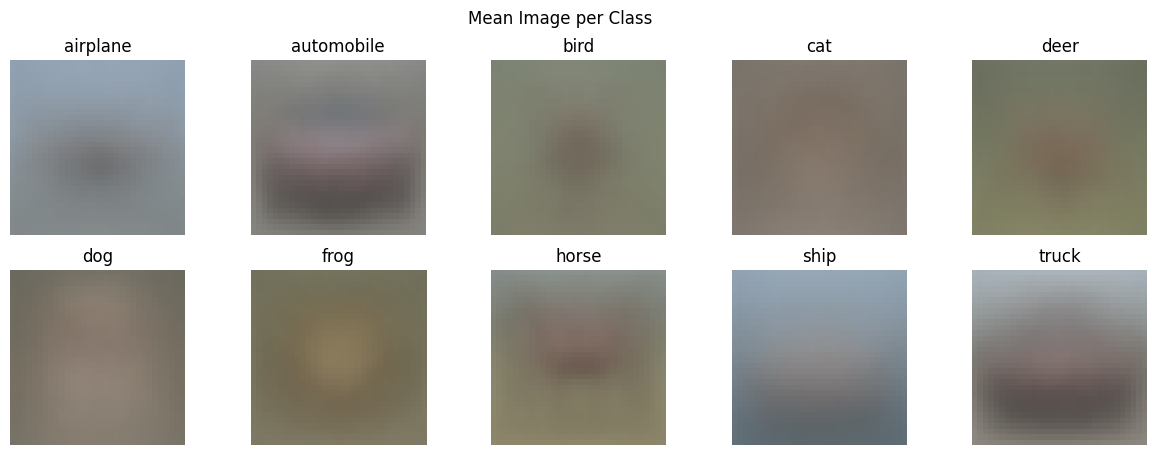 Mean Image per Class
airplane automobile bird cat deer
dog frog horse ship truck